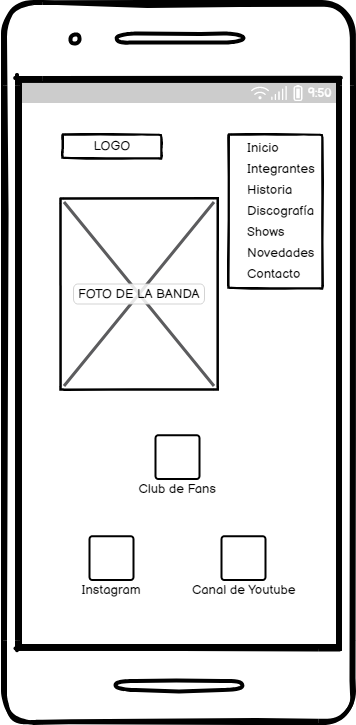 9:50
LOGO
Inicio
Integrantes
Historia
Discografía
Shows
Novedades
Contacto
FOTO DE LA BANDA
Club de Fans
Instagram
Canal de Youtube